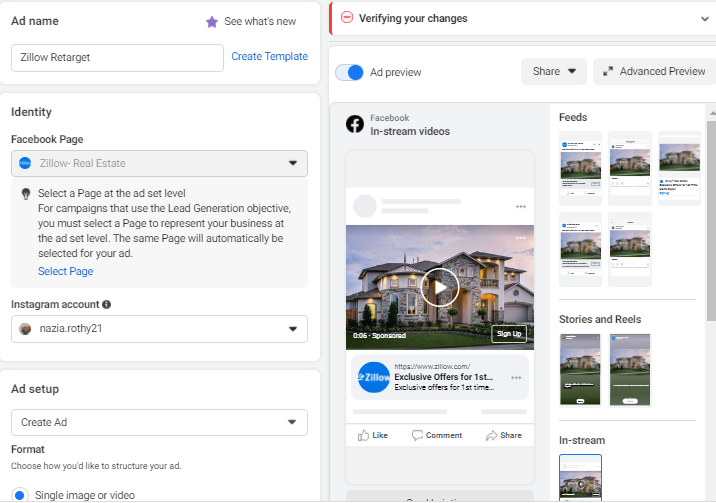 Ad name
See what's new
Zillow Retarget
Create Template
Identity
Facebook Page
Zillow- Real Estate
Select a Page at the ad set level
For campaigns that use the Lead Generation objective,
you must select a Page to represent your business at
the ad set level. The same Page will automatically be
selected for your ad.
Select Page
Instagram account
nazia.rothy21
Ad setup
Create Ad
Format
Choose how you'd like to structure your ad.
Single image or video
Verifying your changes
Ad preview
Share
Advanced Preview
Facebook
In-stream videos
0:06 · Sponsored
Sign Up
Zillow
https://www.zillow.com/
Exclusive Offers for 1st...
Exclusive offers for 1st time...
Like
Comment
Share
Feeds
Stories and Reels
In-stream